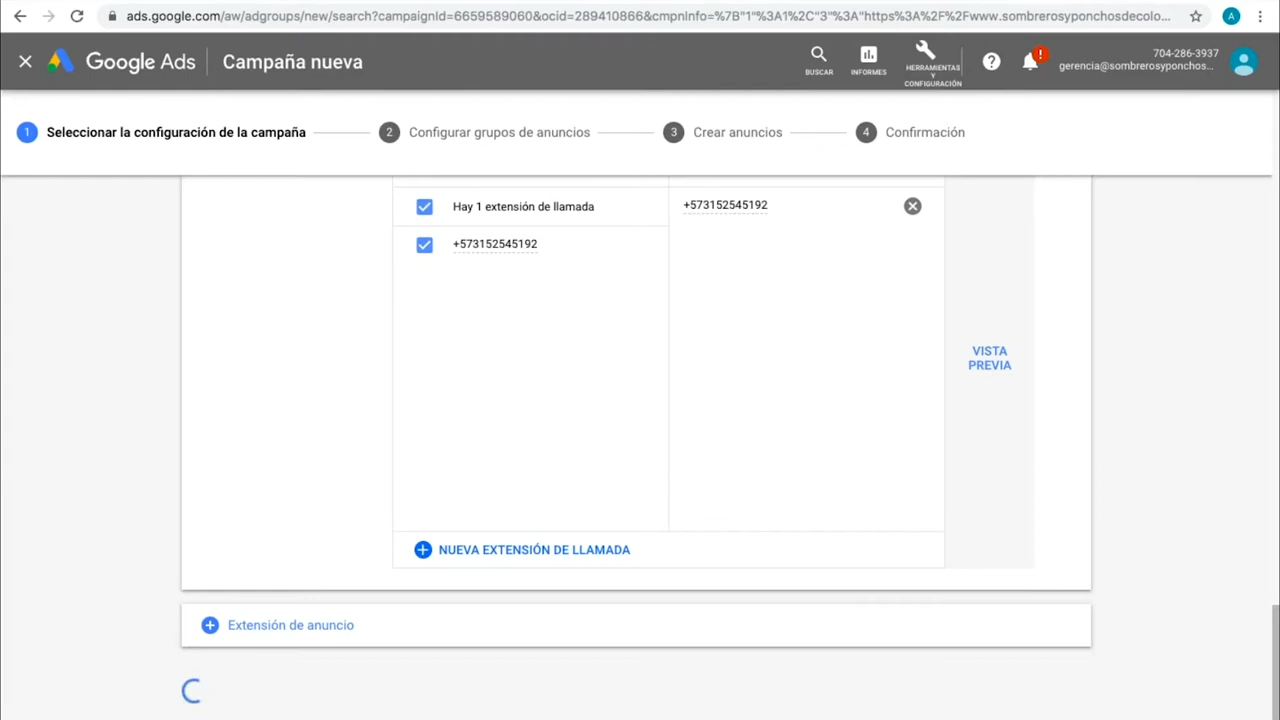 ads.google.com/aw/adgroups/new/search?campaignId=6659589060&ocid=289410866&cmpnInfo=%7B"1"%3A1%2C"3"%3A"https%3A%2F%2Fwww.sombrerosyponchosdecolo...
A
Google Ads
Campaña nueva
BUSCAR
INFORMES
HERRAMIENTAS
Y
CONFIGURACIÓN
?
!
704-286-3937
gerencia@sombrerosyponchos...
1 Seleccionar la configuración de la campaña
2 Configurar grupos de anuncios
3 Crear anuncios
4 Confirmación
Hay 1 extensión de llamada
+573152545192
+573152545192
VISTA
PREVIA
NUEVA EXTENSIÓN DE LLAMADA
Extensión de anuncio